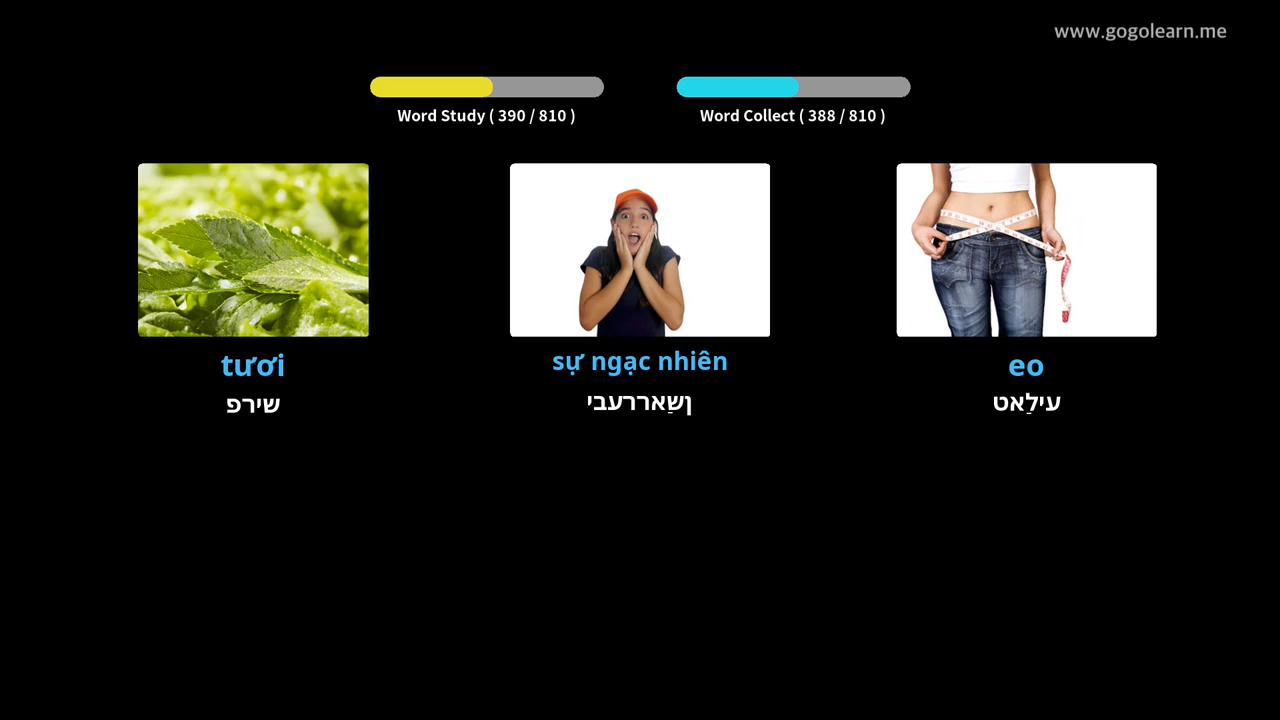 www.gogolearn.me
Word Study ( 390 / 810 )
Word Collect ( 388 / 810 )
tươi
שירפ
sự ngạc nhiên
ןשַאררעבי
eo
עילַאט